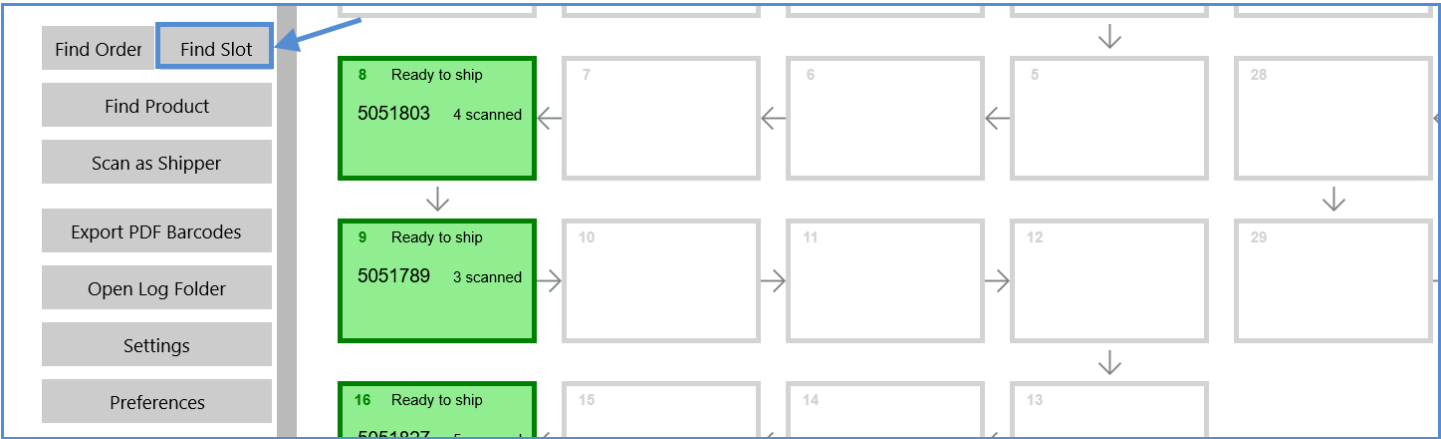 Find Order
Find Slot
Find Product
Scan as Shipper
Export PDF Barcodes
Open Log Folder
Settings
Preferences
8 Ready to ship
5051803 4 scanned
7
6
5
28
9 Ready to ship
5051789 3 scanned
10
11
12
29
16 Ready to ship
5051827
15
14
13